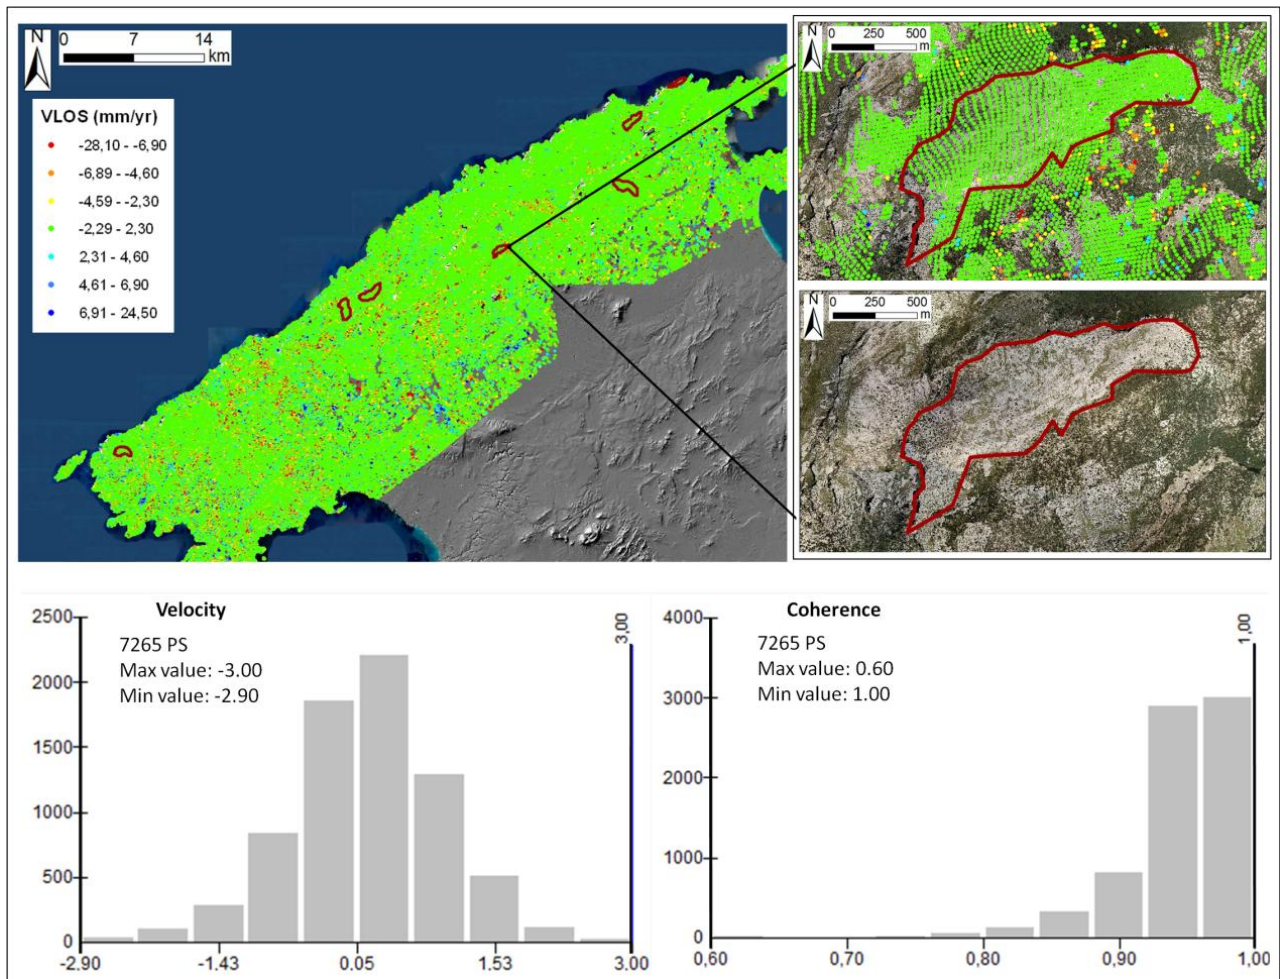 N
0 7 14
km
VLOS (mm/yr)
-28,10 - -6,90
-6,89 - -4,60
-4,59 - -2,30
-2,29 - 2,30
2,31 - 4,60
4,61 - 6,90
6,91 - 24,50
N
0 250 500
m
N
0 250 500
m
Velocity
7265 PS
Max value: -3.00
Min value: -2.90
3,00
2500
2000
1500
1000
500
0
-2.90 -1.43 0.05 1.53 3.00
Coherence
7265 PS
Max value: 0.60
Min value: 1.00
1,00
4000
3000
2000
1000
0
0,60 0,70 0,80 0,90 1,00